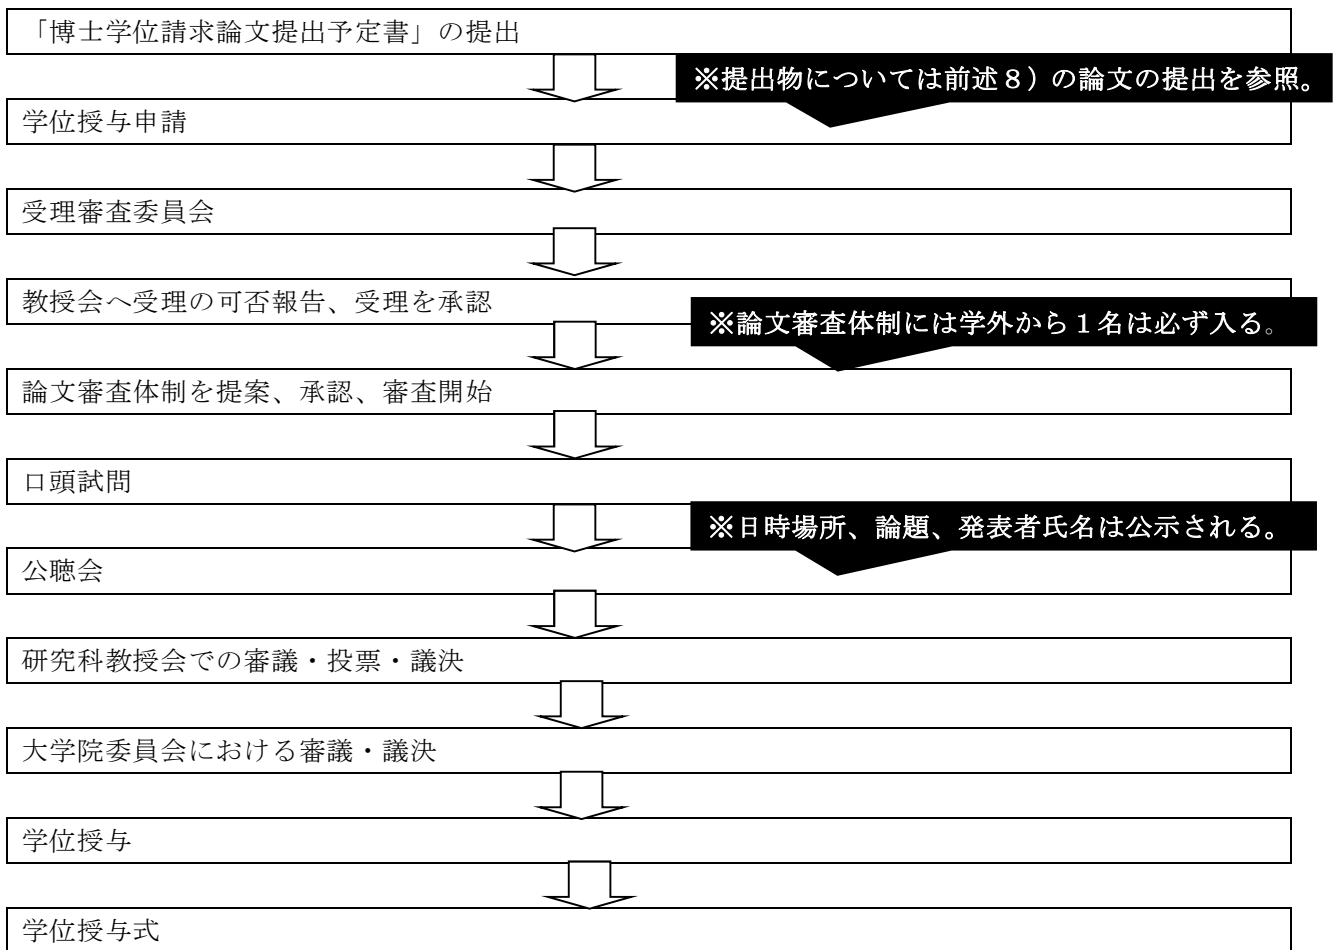 「博士学位請求論文提出予定書」の提出
※提出物については前述８）の論文の提出を参照。
学位授与申請
受理審査委員会
教授会へ受理の可否報告、受理を承認
※論文審査体制には学外から１名は必ず入る。
論文審査体制を提案、承認、審査開始
口頭試問
※日時場所、論題、発表者氏名は公示される。
公聴会
研究科教授会での審議・投票・議決
大学院委員会における審議・議決
学位授与
学位授与式